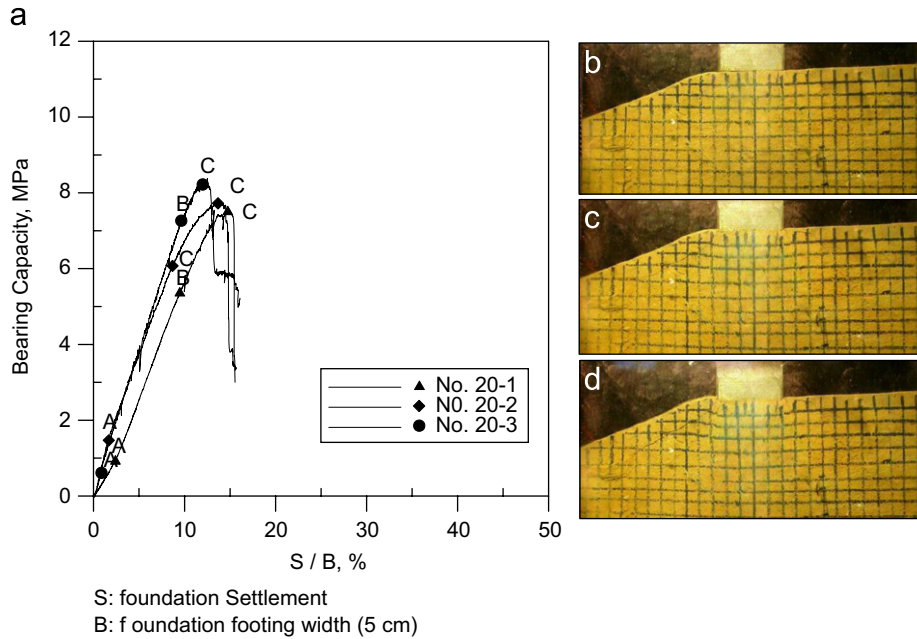 a
12
10
8
6
4
2
0
0 10 20 30 40 50
Bearing Capacity, MPa
S / B, %
C
B
C
C
B
A
A
A
No. 20-1
N0. 20-2
No. 20-3
S: foundation Settlement
B: f oundation footing width (5 cm)
b
c
d